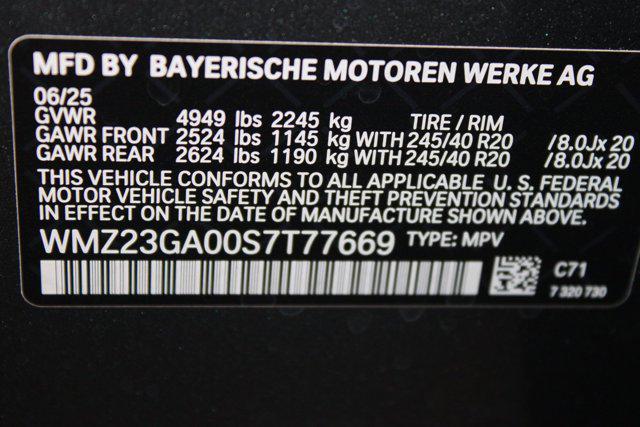 MFD BY BAYERISCHE MOTOREN WERKE AG
06/25
GVWR 4949 lbs 2245 kg TIRE / RIM
GAWR FRONT 2524 lbs 1145 kg WITH 245/40 R20 /8.0Jx 20
GAWR REAR 2624 lbs 1190 kg WITH 245/40 R20 /8.0Jx 20
THIS VEHICLE CONFORMS TO ALL APPLICABLE U. S. FEDERAL
MOTOR VEHICLE SAFETY AND THEFT PREVENTION STANDARDS
IN EFFECT ON THE DATE OF MANUFACTURE SHOWN ABOVE.
WMZ23GA00S7T77669 TYPE: MPV
C71
7 320 730